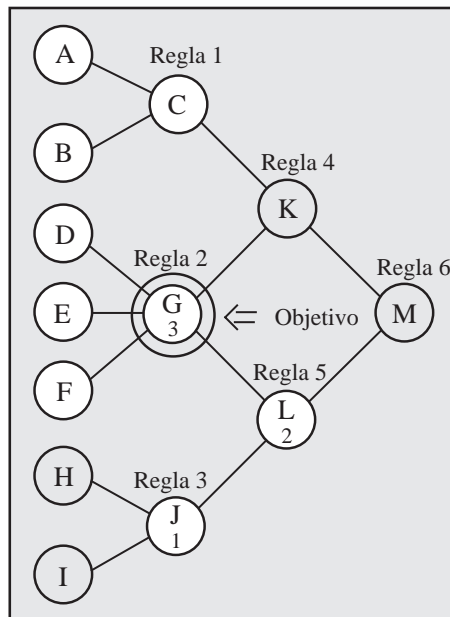 A
Regla 1
C
B
Regla 4
K
D
Regla 2
Regla 6
G
3
E
Objetivo
M
F
Regla 5
L
2
H
Regla 3
J
1
I